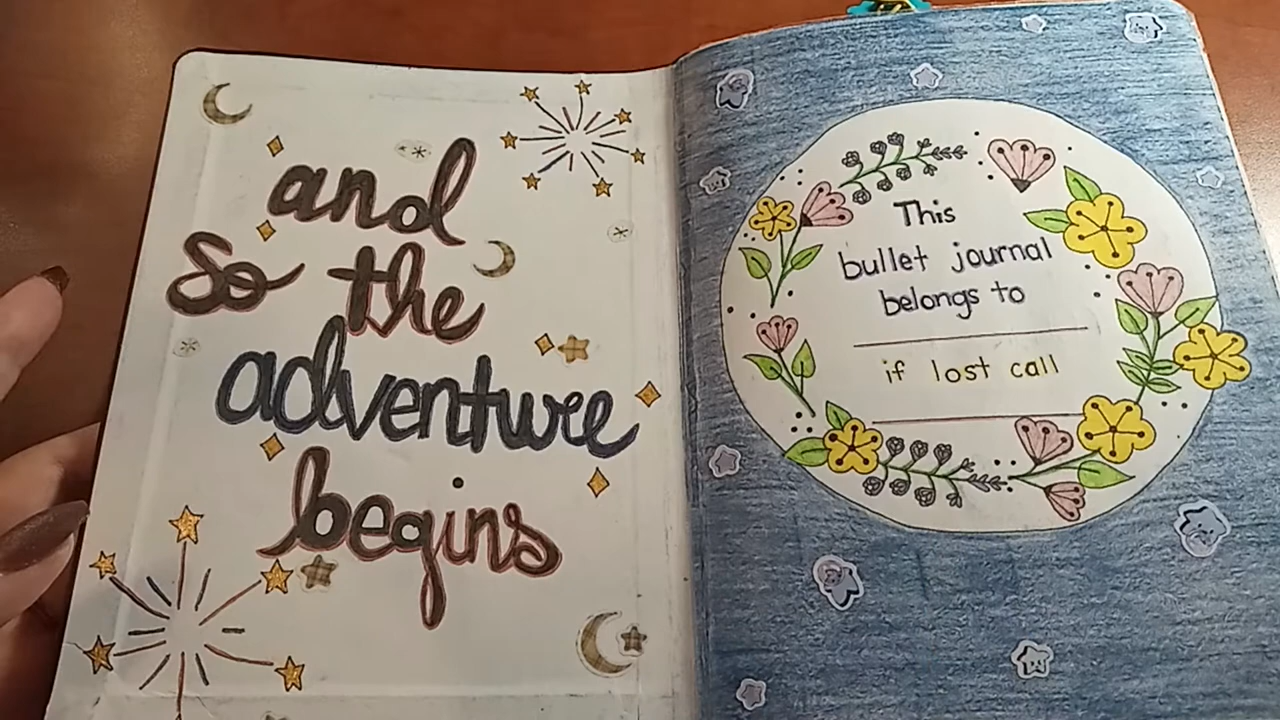 and
so the
adventure
begins
This
bullet journal
belongs to
if lost call